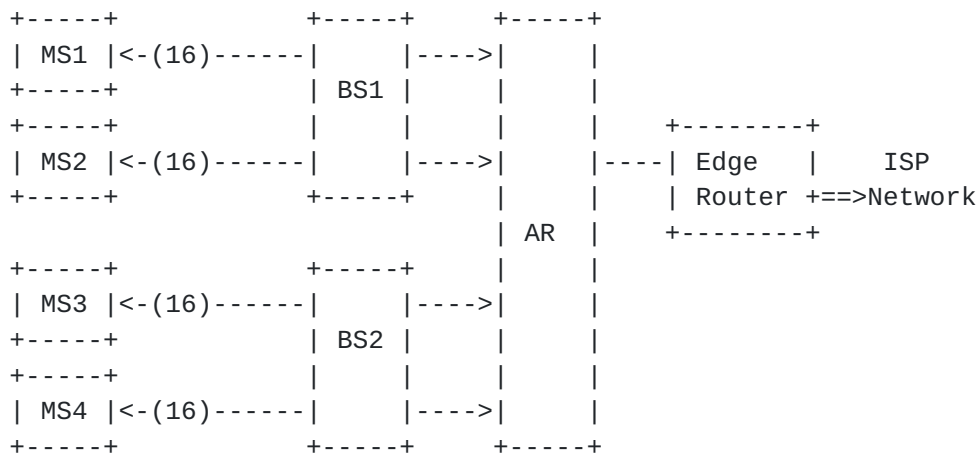 +-----+             +-----+     +-----+
| MS1 |<-(16)------|     |---->|     |
+-----+             | BS1 |     |     |
+-----+             |     |     |     |    +--------+
| MS2 |<-(16)------|     |---->|     |----| Edge   |    ISP
+-----+             +-----+     |     |    | Router +==>Network
                                | AR  |    +--------+
+-----+             +-----+     |     |
| MS3 |<-(16)------|     |---->|     |
+-----+             | BS2 |     |     |
+-----+             |     |     |     |
| MS4 |<-(16)------|     |---->|     |
+-----+             +-----+     +-----+